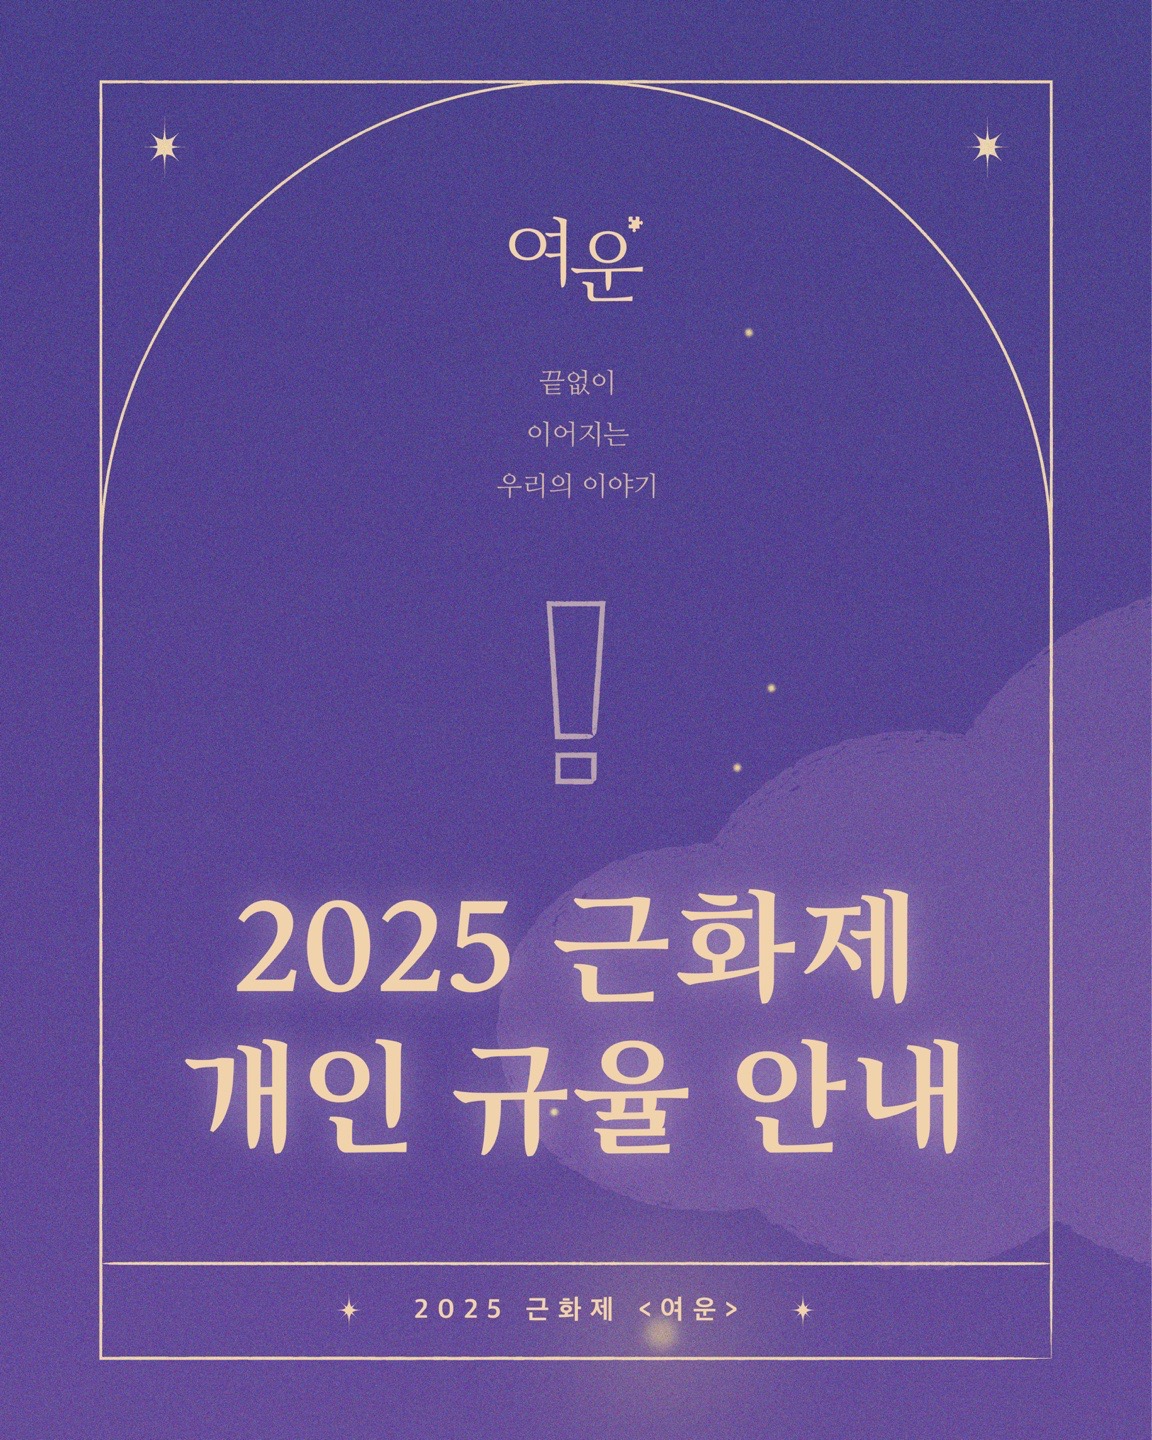 여운
끝없이
이어지는
우리의 이야기
!
2025 근화제
개인 규율 안내
2025 근화제 <여운>